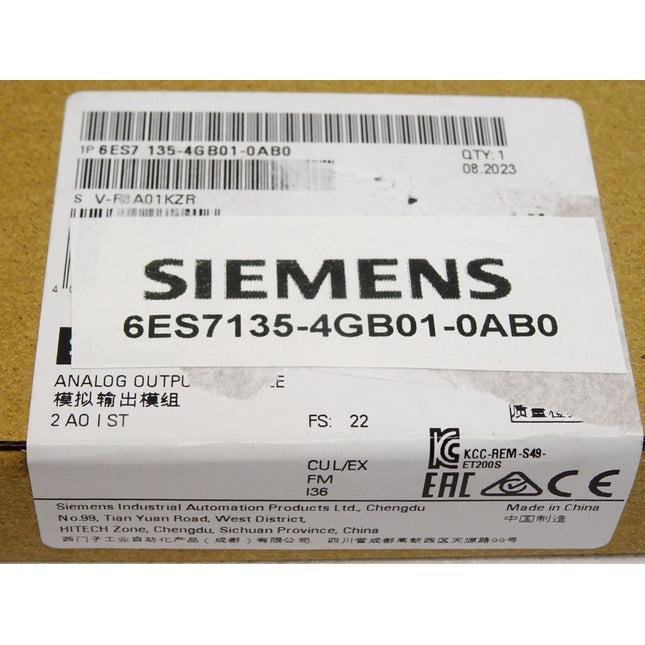 1P 6ES7 135-4GB01-0AB0
QTY: 1
08.2023
SIEMENS
6ES7135-4GB01-0AB0
ANALOG
模拟输出模组
2 AO I ST
FS: 22
CUL/EX
FM
I36
KCC-REM-S49-
ET200S
EAC
CE
Siemens Industrial Automation Products Ltd., Chengdu
No.99, Tian Yuan Road, West District,
HITECH Zone, Chengdu, Sichuan Province, China
西门子工业自动化产品（成都）有限公司 四川省成都高新西区天源路99号
Made in China
中国制造